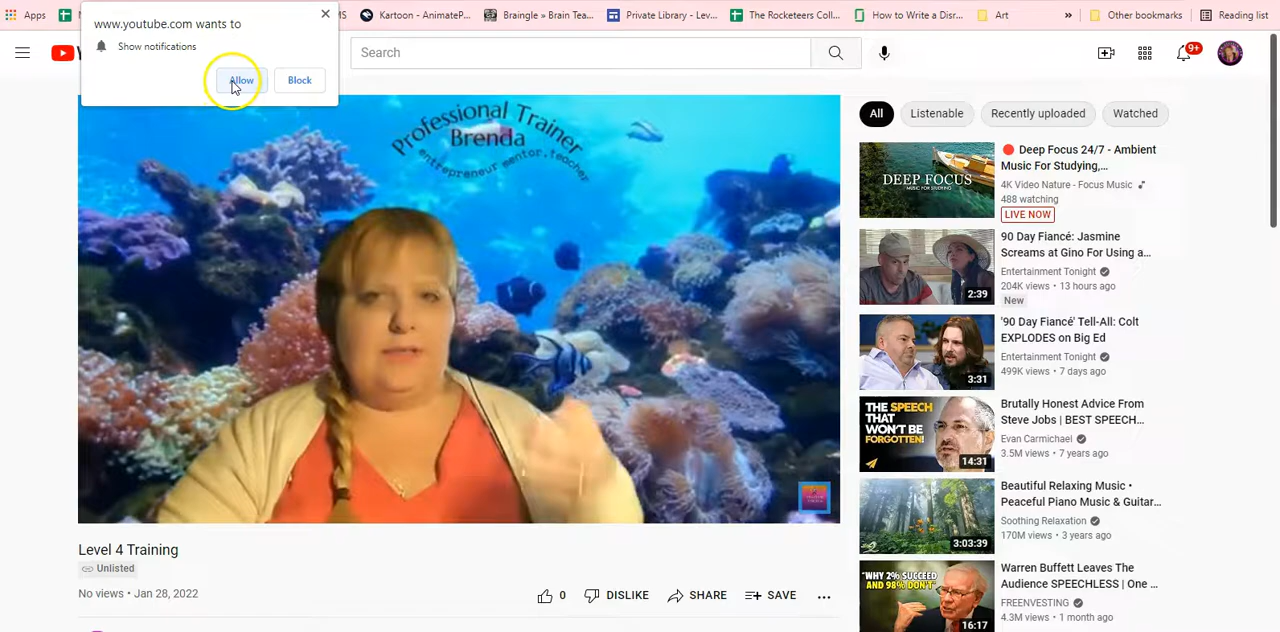 Apps
MS
Kartoon - AnimateP...
Braingle » Brain Tea...
Private Library - Lev...
The Rocketeers Coll...
How to Write a Disr...
Art
»
Other bookmarks
Reading list
www.youtube.com wants to
Show notifications
Allow
Block
Search
9+
Professional Trainer
Brenda
entrepreneur mentor, teacher
All
Listenable
Recently uploaded
Watched
DEEP FOCUS
MUSIC FOR STUDYING
Deep Focus 24/7 - Ambient
Music For Studying,...
4K Video Nature - Focus Music
488 watching
LIVE NOW
2:39
90 Day Fiancé: Jasmine
Screams at Gino For Using a...
Entertainment Tonight
204K views • 13 hours ago
New
3:31
'90 Day Fiancé' Tell-All: Colt
EXPLODES on Big Ed
Entertainment Tonight
499K views • 7 days ago
THE SPEECH
THAT
WON'T BE
FORGOTTEN!
14:31
Brutally Honest Advice From
Steve Jobs | BEST SPEECH...
Evan Carmichael
3.5M views • 7 years ago
3:03:39
Beautiful Relaxing Music •
Peaceful Piano Music & Guitar...
Soothing Relaxation
170M views • 3 years ago
"WHY 2% SUCCEED
AND 98% DON'T"
16:17
Warren Buffett Leaves The
Audience SPEECHLESS | One ...
FREENVESTING
4.3M views • 1 month ago
Level 4 Training
Unlisted
No views • Jan 28, 2022
0
DISLIKE
SHARE
SAVE
...